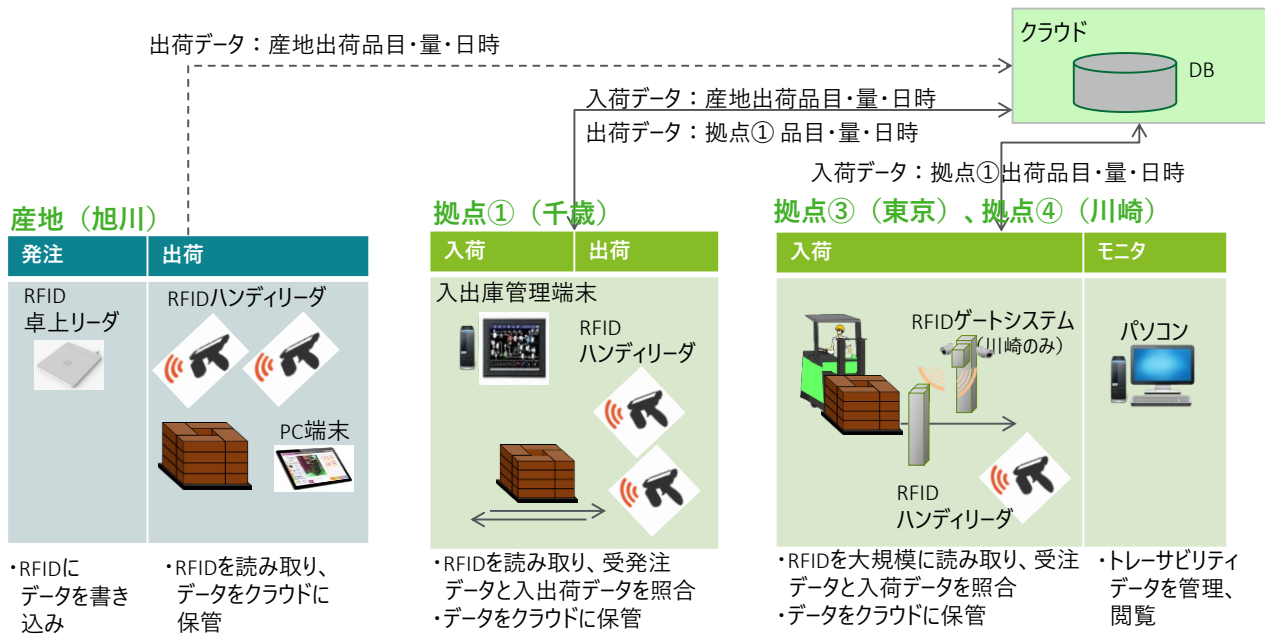 クラウド
DB
出荷データ：産地出荷品目・量・日時
入荷データ：産地出荷品目・量・日時
出荷データ：拠点① 品目・量・日時
入荷データ：拠点①出荷品目・量・日時
産地（旭川）
発注
出荷
RFID
卓上リーダ
RFIDハンディリーダ
PC端末
・RFIDに
データを書き
込み
・RFIDを読み取り、
データをクラウドに
保管
拠点①（千歳）
入荷
出荷
入出庫管理端末
RFID
ハンディリーダ
・RFIDを読み取り、受発注
データと入出荷データを照合
・データをクラウドに保管
拠点③（東京）、拠点④（川崎）
入荷
モニタ
RFIDゲートシステム
（川崎のみ）
RFID
ハンディリーダ
パソコン
・RFIDを大規模に読み取り、受注
データと入荷データを照合
・データをクラウドに保管
・トレーサビリティ
データを管理、
閲覧